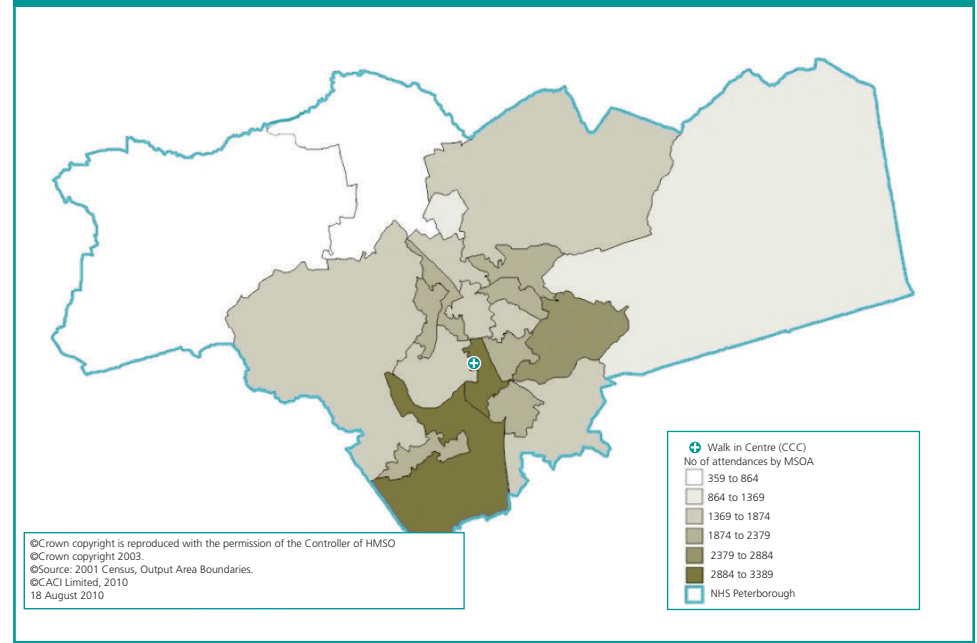 Walk in Centre (CCC)
No of attendances by MSOA
359 to 864
864 to 1369
1369 to 1874
1874 to 2379
2379 to 2884
2884 to 3389
NHS Peterborough
©Crown copyright is reproduced with the permission of the Controller of HMSO
©Crown copyright 2003.
©Source: 2001 Census, Output Area Boundaries.
©CACI Limited, 2010
18 August 2010